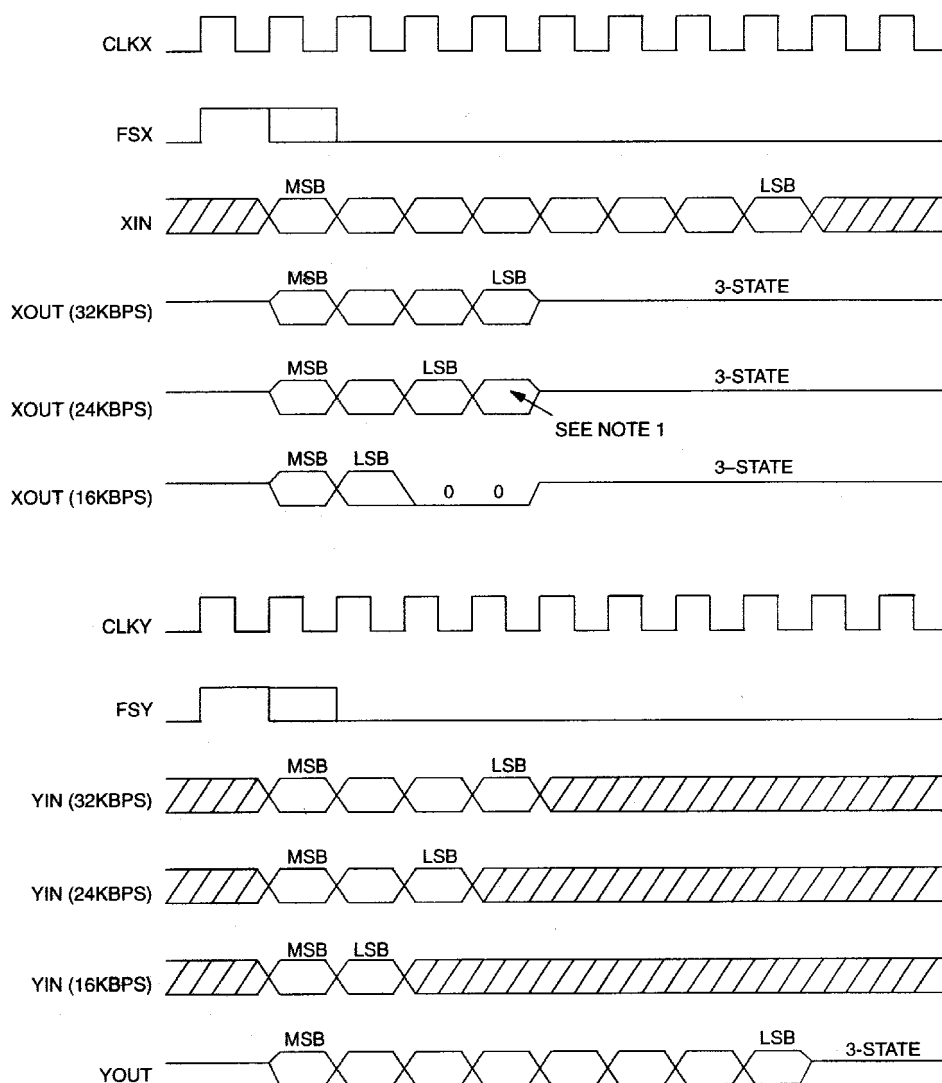 CLKX
FSX
MSB LSB
XIN
MSB LSB 3-STATE
XOUT (32KBPS)
MSB LSB 3-STATE
XOUT (24KBPS)
SEE NOTE 1
MSB LSB 3–STATE
XOUT (16KBPS) 0 0
CLKY
FSY
MSB LSB
YIN (32KBPS)
MSB LSB
YIN (24KBPS)
MSB LSB
YIN (16KBPS)
MSB LSB 3-STATE
YOUT